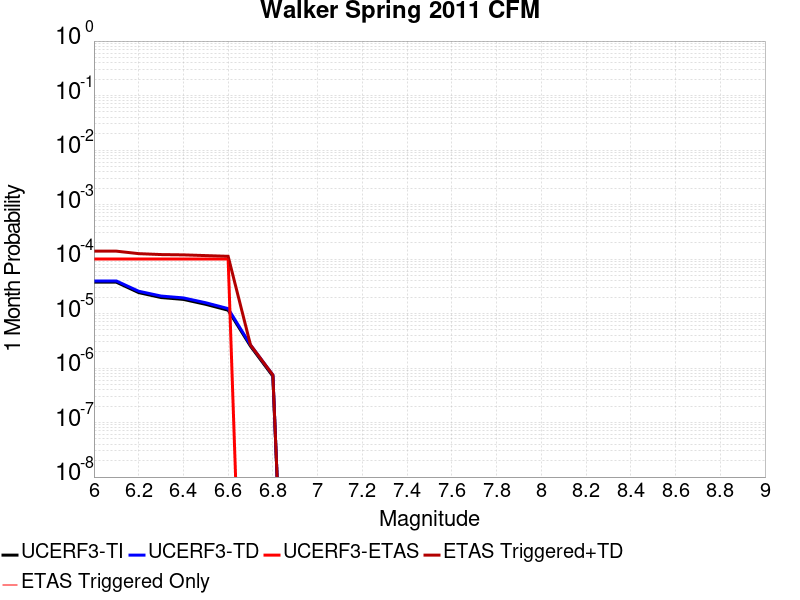 Walker Spring 2011 CFM
10^0
10^-1
10^-2
10^-3
10^-4
10^-5
10^-6
10^-7
10^-8
1 Month Probability
6 6.2 6.4 6.6 6.8 7 7.2 7.4 7.6 7.8 8 8.2 8.4 8.6 8.8 9
Magnitude
UCERF3-TI UCERF3-TD UCERF3-ETAS ETAS Triggered+TD
ETAS Triggered Only